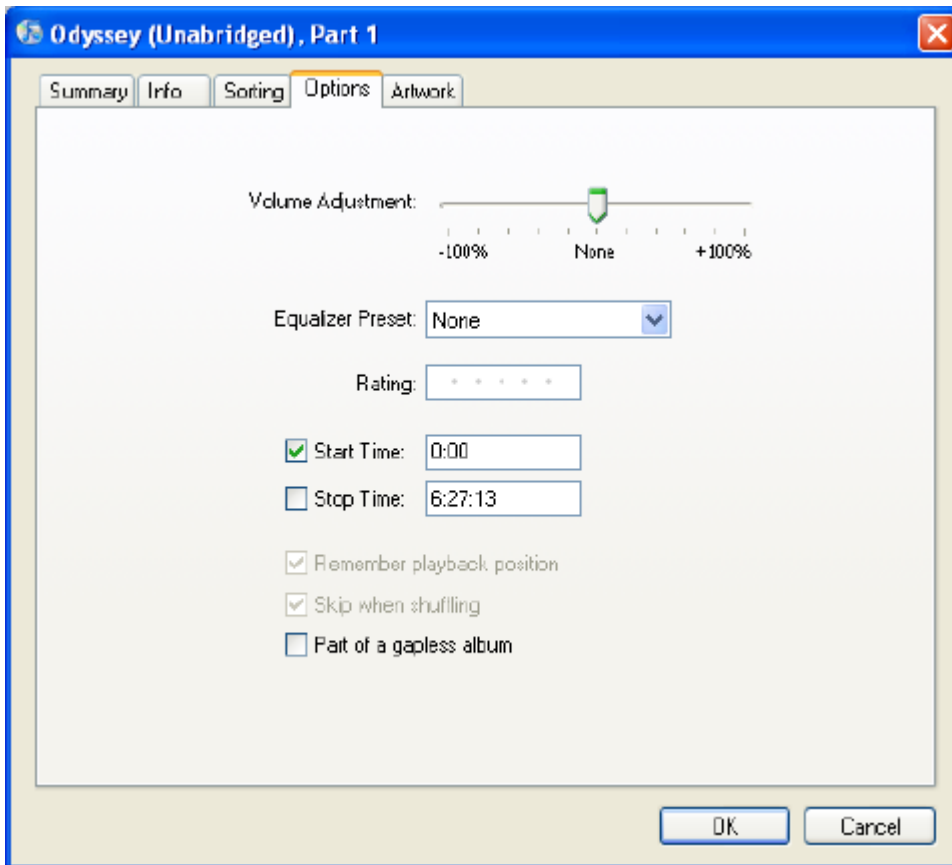 Odyssey (Unabridged), Part 1
Summary Info Sorting Options Artwork
Volume Adjustment:
-100% None +100%
Equalizer Preset: None
Rating:
Start Time: 0:00
Stop Time: 6:27:13
Remember playback position
Skip when shuffling
Part of a gapless album
OK Cancel